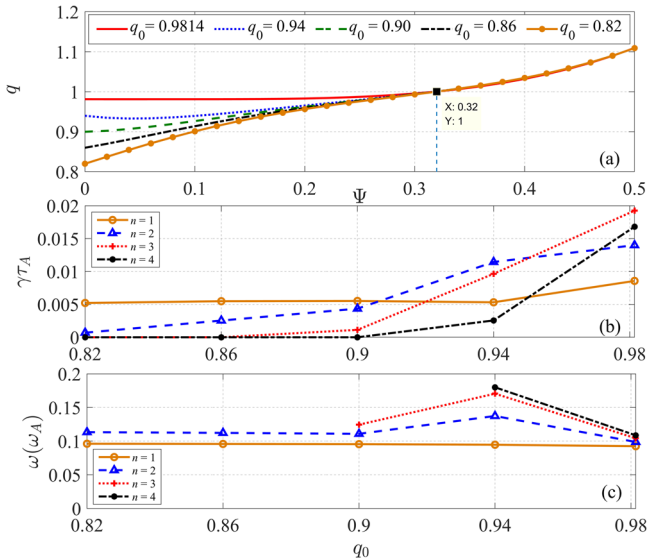 1.2
q₀= 0.9814 q₀= 0.94 q₀= 0.90 q₀= 0.86 q₀= 0.82
1.1
q
1
X: 0.32
Y: 1
0.9
(a)
0.8
0 0.1 0.2 0.3 0.4 0.5
Ψ
0.02
n = 1
n = 2
n = 3
n = 4
0.015
γτ_A
0.01
0.005
(b)
0
0.82 0.86 0.9 0.94 0.98
0.2
0.15
ω(ω_A)
0.1
n = 1
n = 2
n = 3
n = 4
0.05
(c)
0
0.82 0.86 0.9 0.94 0.98
q₀